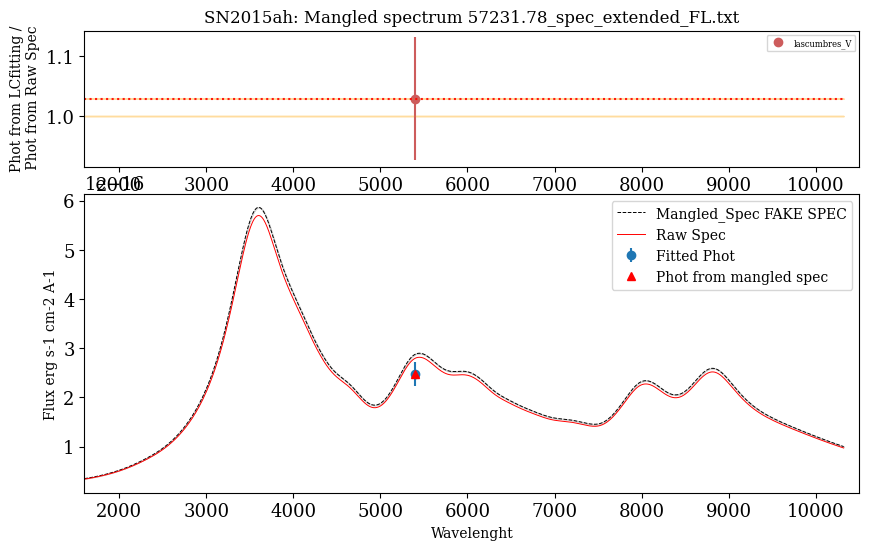 SN2015ah: Mangled spectrum 57231.78_spec_extended_FL.txt
Phot from LCfitting /
Phot from Raw Spec
1.1
1.0
lascumbres_V
2000 3000 4000 5000 6000 7000 8000 9000 10000
1e−16
Flux erg s-1 cm-2 A-1
6
5
4
3
2
1
Mangled_Spec FAKE SPEC
Raw Spec
Fitted Phot
Phot from mangled spec
2000 3000 4000 5000 6000 7000 8000 9000 10000
Wavelenght